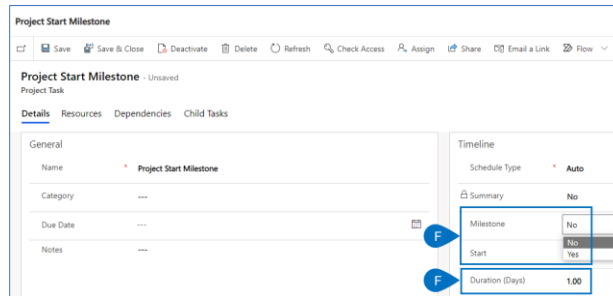 Project Start Milestone
Save Save & Close Deactivate Delete Refresh Check Access Assign Share Email a Link Flow
Project Start Milestone - Unsaved
Project Task
Details Resources Dependencies Child Tasks
General
Name * Project Start Milestone
Category ---
Due Date ---
Notes ---
Timeline
Schedule Type * Auto
Summary No
F Milestone No
No
Start Yes
F Duration (Days) 1.00